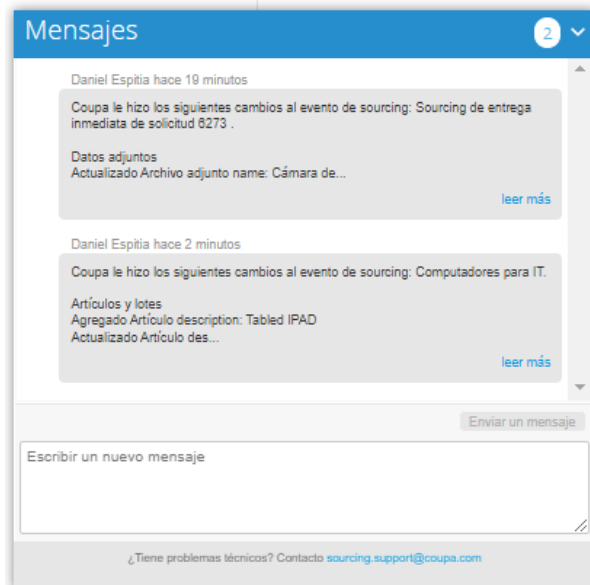 Mensajes
2
Daniel Espitia hace 19 minutos
Coupa le hizo los siguientes cambios al evento de sourcing: Sourcing de entrega
inmediata de solicitud 6273 .
Datos adjuntos
Actualizado Archivo adjunto name: Cámara de...
leer más
Daniel Espitia hace 2 minutos
Coupa le hizo los siguientes cambios al evento de sourcing: Computadores para IT.
Artículos y lotes
Agregado Artículo description: Tabled IPAD
Actualizado Artículo des...
leer más
Enviar un mensaje
Escribir un nuevo mensaje
¿Tiene problemas técnicos? Contacto sourcing.support@coupa.com